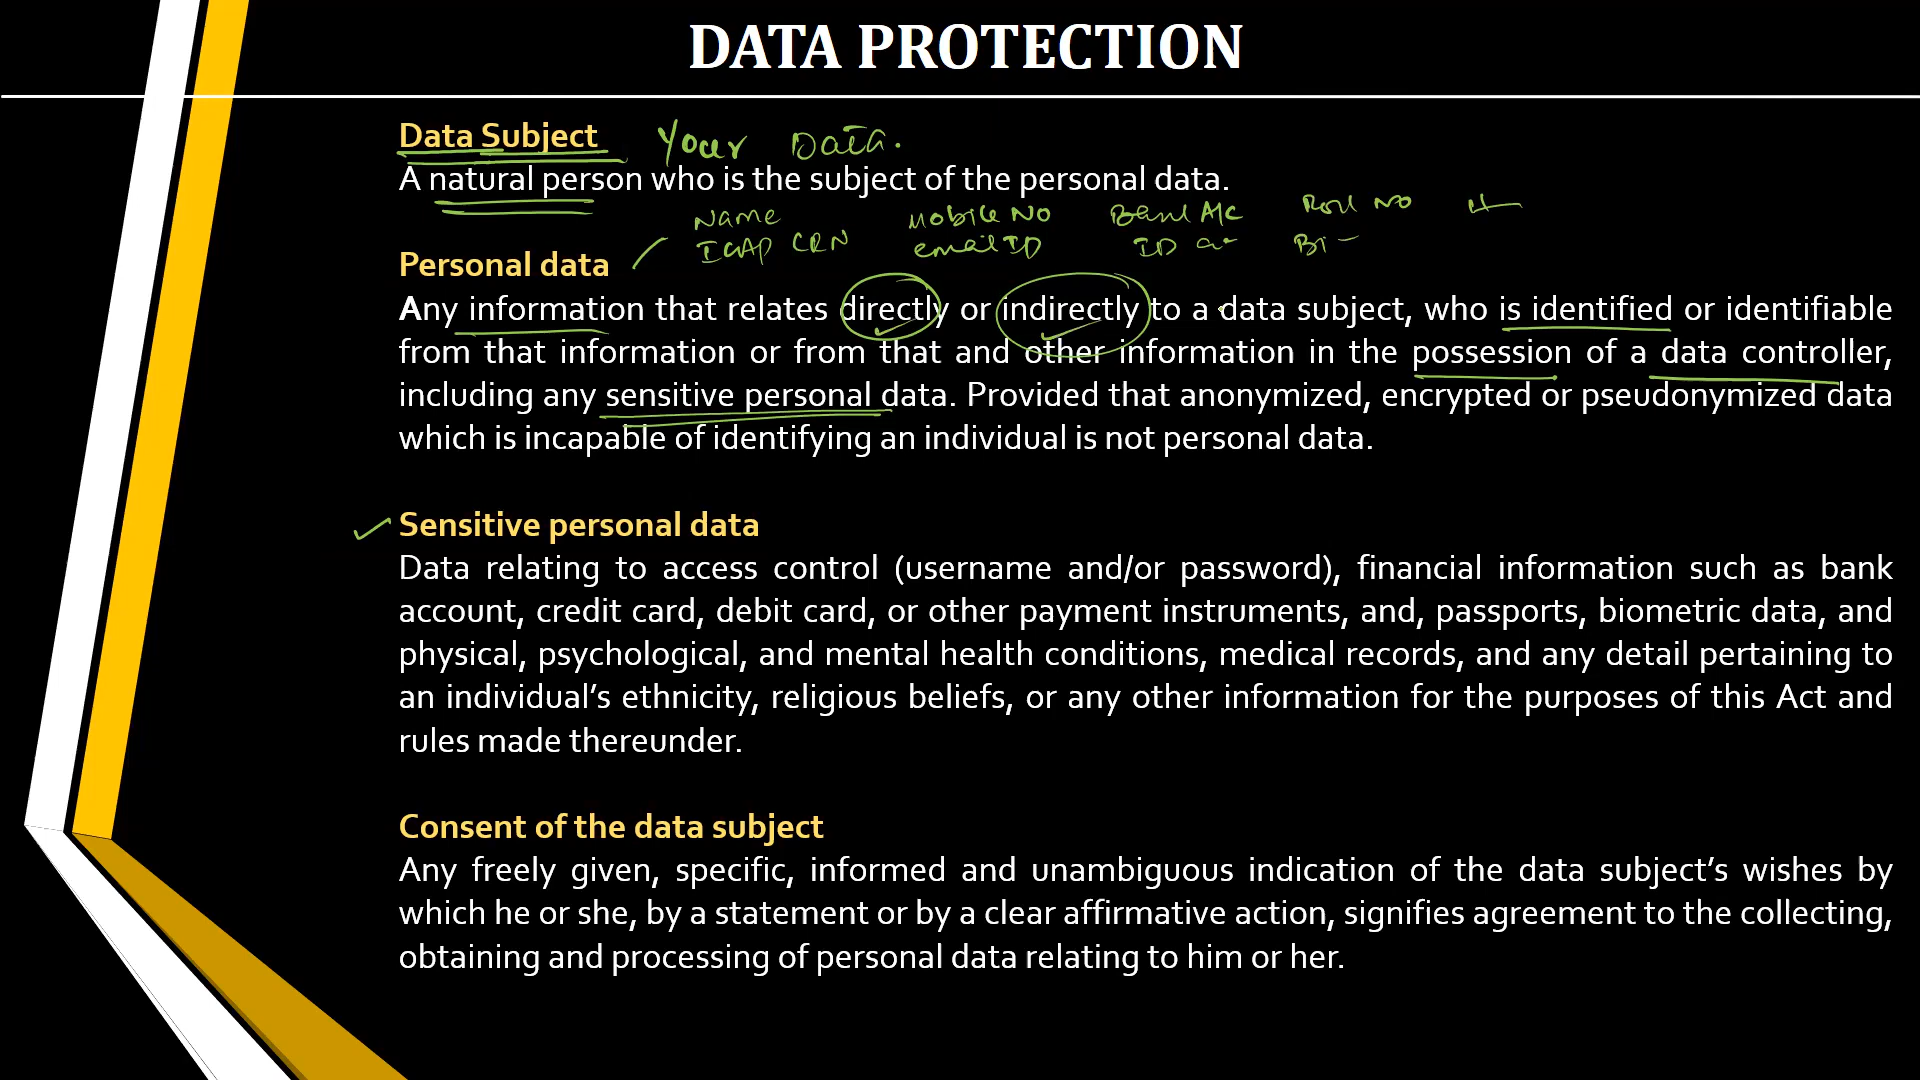 DATA PROTECTION
Data Subject Your Data.
A natural person who is the subject of the personal data.
Name Mobile No Bank A/c Roll No
ICAP CRN email ID ID
Personal data
Any information that relates directly or indirectly to a data subject, who is identified or identifiable
from that information or from that and other information in the possession of a data controller,
including any sensitive personal data. Provided that anonymized, encrypted or pseudonymized data
which is incapable of identifying an individual is not personal data.
Sensitive personal data
Data relating to access control (username and/or password), financial information such as bank
account, credit card, debit card, or other payment instruments, and, passports, biometric data, and
physical, psychological, and mental health conditions, medical records, and any detail pertaining to
an individual’s ethnicity, religious beliefs, or any other information for the purposes of this Act and
rules made thereunder.
Consent of the data subject
Any freely given, specific, informed and unambiguous indication of the data subject’s wishes by
which he or she, by a statement or by a clear affirmative action, signifies agreement to the collecting,
obtaining and processing of personal data relating to him or her.